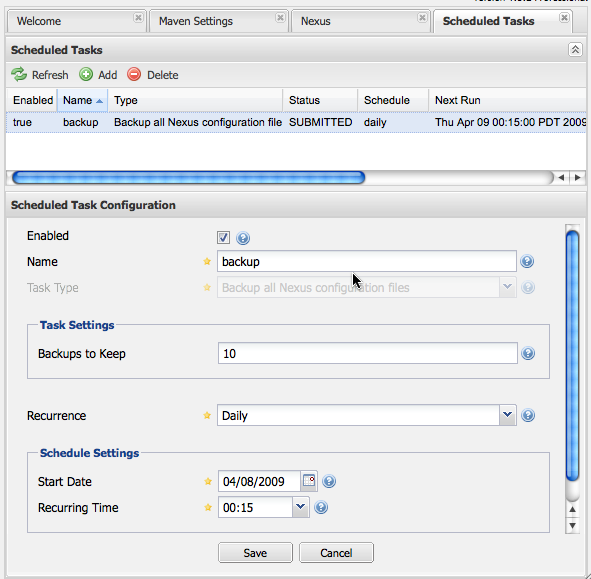 Welcome Maven Settings Nexus Scheduled Tasks
Scheduled Tasks
Refresh Add Delete
Enabled Name Type Status Schedule Next Run
true backup Backup all Nexus configuration file SUBMITTED daily Thu Apr 09 00:15:00 PDT 2009
Scheduled Task Configuration
Enabled
Name backup
Task Type Backup all Nexus configuration files
Task Settings
Backups to Keep 10
Recurrence Daily
Schedule Settings
Start Date 04/08/2009
Recurring Time 00:15
Save Cancel